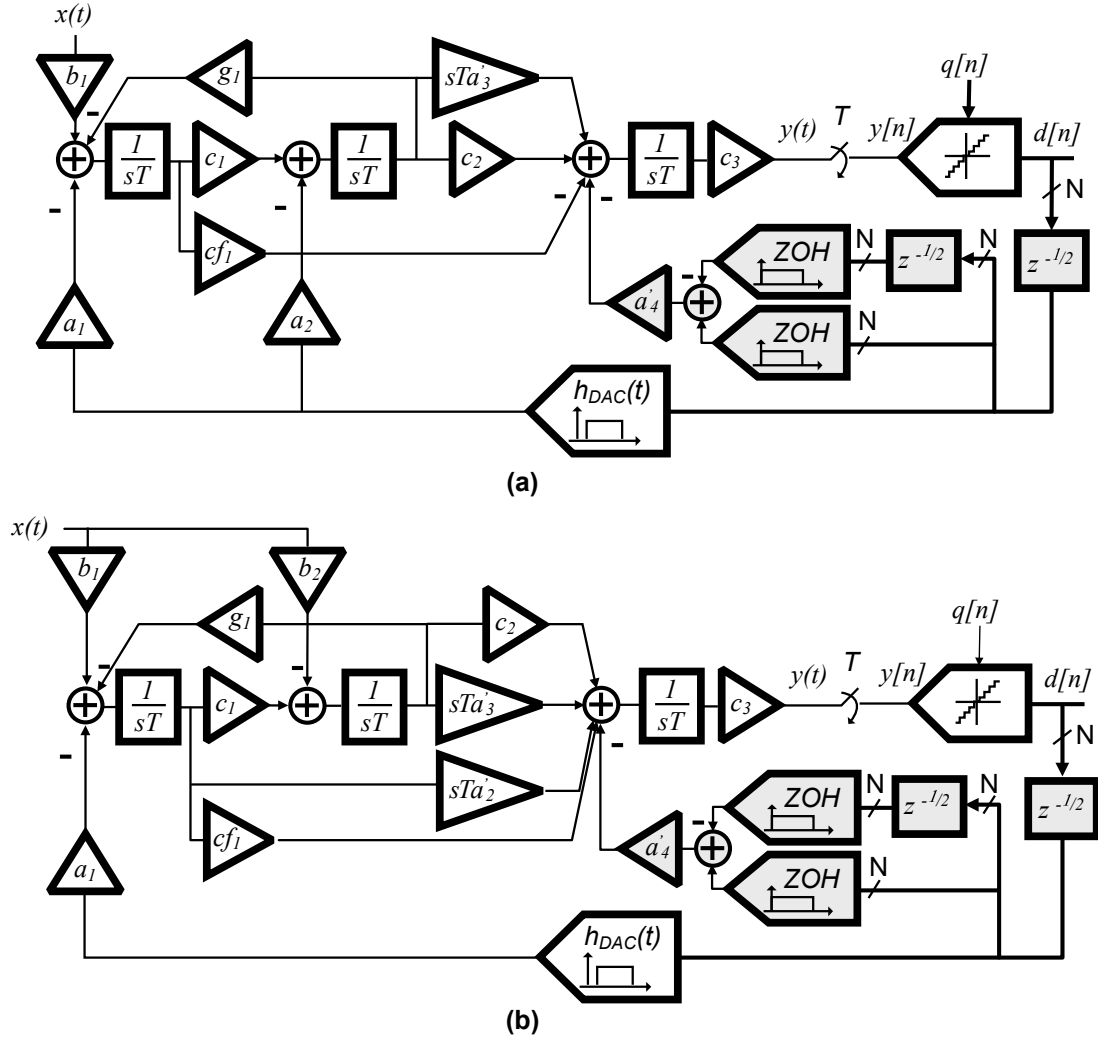 x(t)
b1
g1
sTa'3
q[n]
- + 1/sT c1 + 1/sT c2 + 1/sT c3 y(t) T y[n] d[n]
- - - - N
cf1
ZOH N z -1/2 N z -1/2
a1 a2 a'4 - +
ZOH N
hDAC(t)
(a)
x(t)
b1 b2
g1 c2
q[n]
- + 1/sT c1 - + 1/sT sTa'3 + 1/sT c3 y(t) T y[n] d[n]
- sTa'2 - N
cf1
ZOH N z -1/2 N z -1/2
a1 a'4 - +
ZOH N
hDAC(t)
(b)